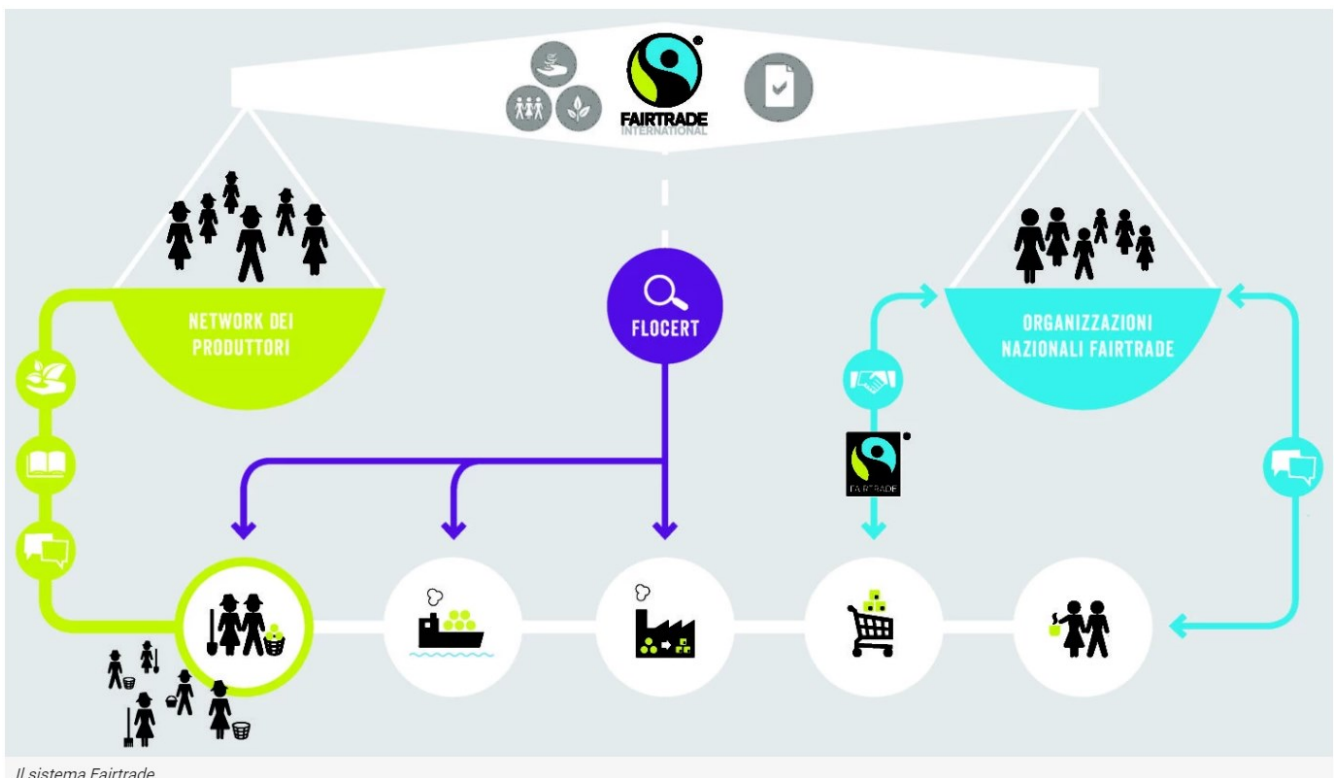 FAIRTRADE
INTERNATIONAL
NETWORK DEI
PRODUTTORI
FLOCERT
ORGANIZZAZIONI
NAZIONALI FAIRTRADE
FAIRTRADE
Il sistema Fairtrade